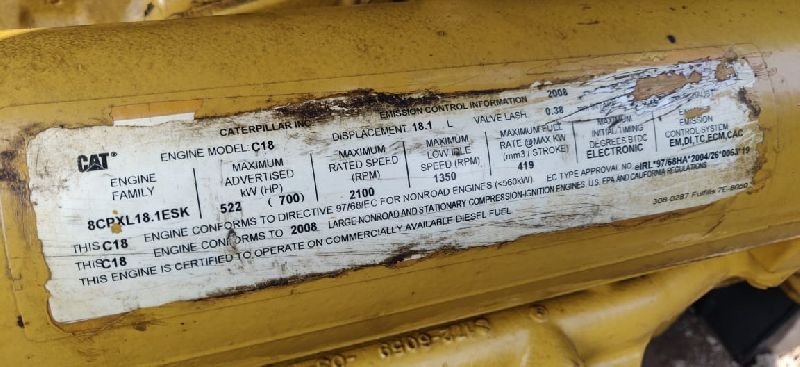 CATERPILLAR INC. EMISSION CONTROL INFORMATION 2008
CAT ENGINE MODEL: C18 DISPLACEMENT 18.1 L VALVE LASH: 0.38 EXHAUST
ENGINE FAMILY
8CPXL18.1ESK
MAXIMUM ADVERTISED kW (HP)
522 (700)
MAXIMUM RATED SPEED (RPM)
2100
MAXIMUM LOW IDLE SPEED (RPM)
1350
MAXIMUM FUEL RATE @MAX KW (mm3 / STROKE)
419
MAXIMUM INITIAL TIMING DEGREES BTDC
ELECTRONIC
EMISSION CONTROL SYSTEM
EM,DI,TC,ECM,CAC
THIS C18 ENGINE CONFORMS TO DIRECTIVE 97/68/EC FOR NONROAD ENGINES (<560kW) EC TYPE APPROVAL NO.
THIS C18 ENGINE CONFORMS TO 2008 LARGE NONROAD AND STATIONARY COMPRESSION-IGNITION ENGINES. U.S. EPA AND CALIFORNIA REGULATIONS
THIS ENGINE IS CERTIFIED TO OPERATE ON COMMERCIALLY AVAILABLE DIESEL FUEL
308-0287 Fulfills